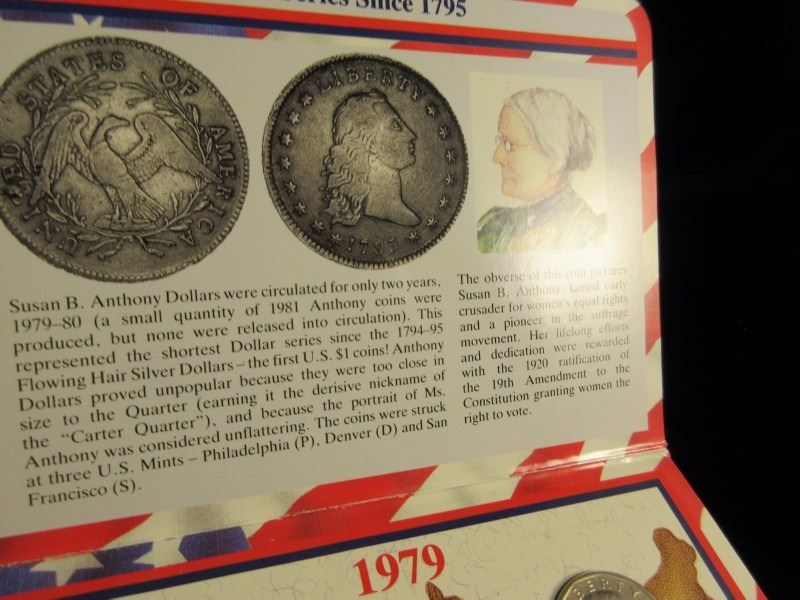 Series Since 1795
UNITED STATES OF AMERICA
LIBERTY
1795
Susan B. Anthony Dollars were circulated for only two years,
1979–80 (a small quantity of 1981 Anthony coins were
produced, but none were released into circulation). This
represented the shortest Dollar series since the 1794–95
Flowing Hair Silver Dollars – the first U.S. $1 coins! Anthony
Dollars proved unpopular because they were too close in
size to the Quarter (earning it the derisive nickname of
the “Carter Quarter”), and because the portrait of Ms.
Anthony was considered unflattering. The coins were struck
at three U.S. Mints – Philadelphia (P), Denver (D) and San
Francisco (S).
The obverse of this coin pictures
Susan B. Anthony, famed early
crusader for women's equal rights
and a pioneer in the suffrage
movement. Her lifelong efforts
and dedication were rewarded
with the 1920 ratification of
the 19th Amendment to the
Constitution granting women the
right to vote.
1979
LIBERTY